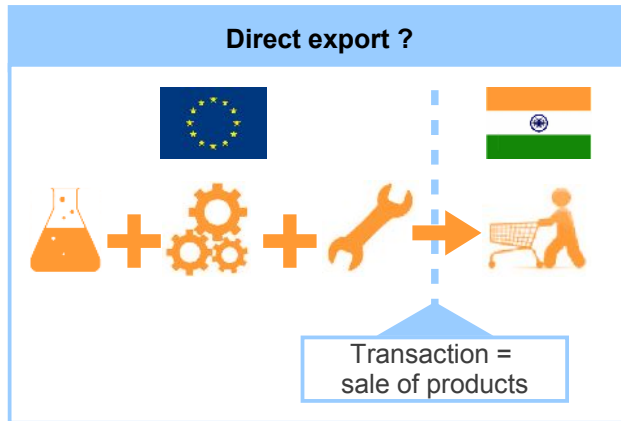 Direct export ?
Transaction =
sale of products